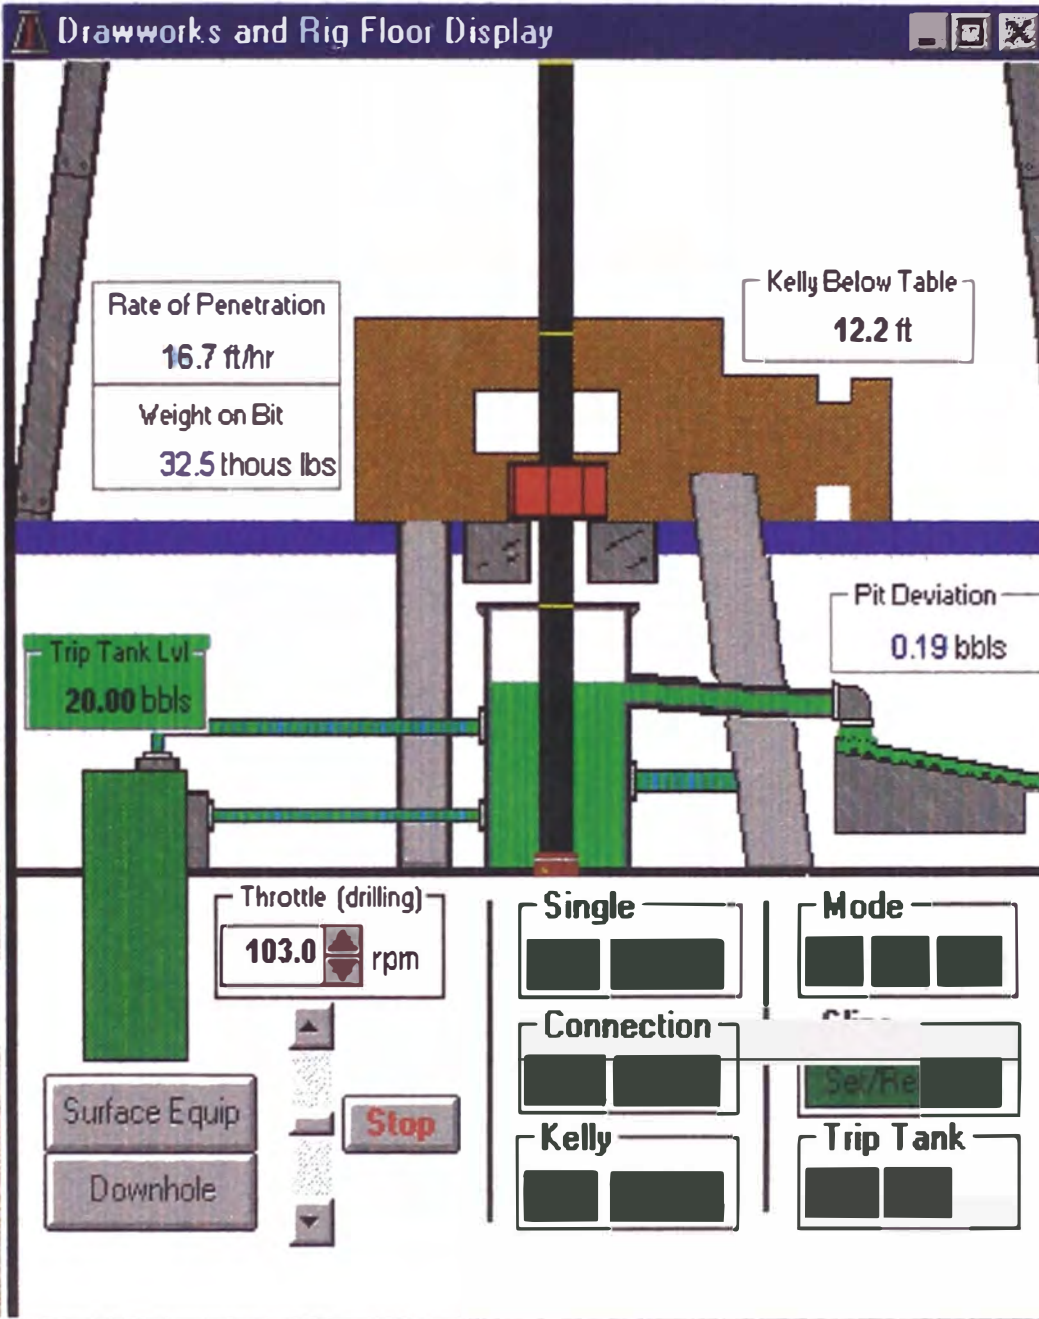 Drawworks and Rig Floor Display
Rate of Penetration
16.7 ft/hr
Weight on Bit
32.5 thous lbs
Kelly Below Table
12.2 ft
Pit Deviation
0.19 bbls
Trip Tank Lvl
20.00 bbls
Throttle (drilling)
103.0 rpm
Surface Equip
Downhole
Stop
Single
Connection
Kelly
Mode
Trip Tank